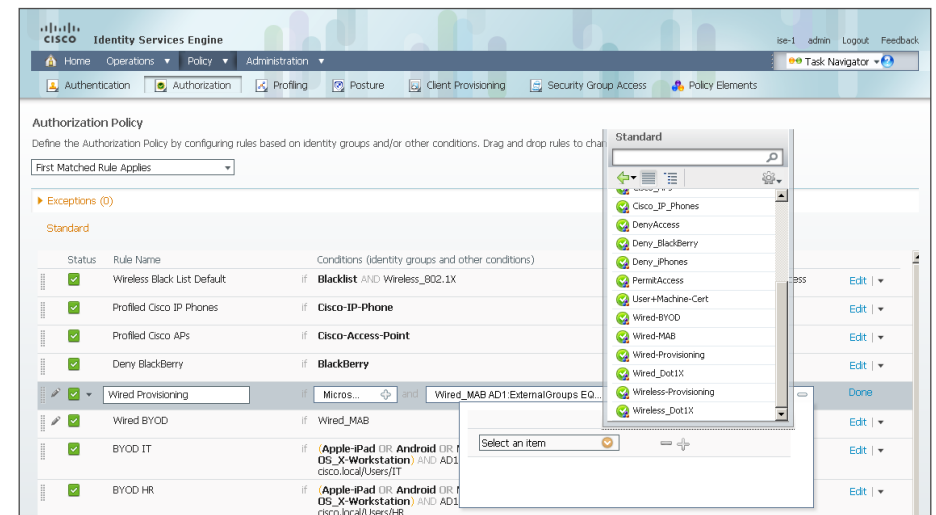 CISCO Identity Services Engine
ise-1 admin Logout Feedback
Home Operations Policy Administration
Task Navigator
Authentication Authorization Profiling Posture Client Provisioning Security Group Access Policy Elements
Authorization Policy
Define the Authorization Policy by configuring rules based on identity groups and/or other conditions. Drag and drop rules to
First Matched Rule Applies
Exceptions (0)
Standard
Status Rule Name Conditions (identity groups and other conditions)
Wireless Black List Default if Blacklist AND Wireless_802.1X Edit |
Profiled Cisco IP Phones if Cisco-IP-Phone Edit |
Profiled Cisco APs if Cisco-Access-Point Edit |
Deny BlackBerry if BlackBerry Edit |
Wired Provisioning if Micros... and Wired_MAB AD1:ExternalGroups EQ... Done
Wired BYOD if Wired_MAB Edit |
BYOD IT if (Apple-iPad OR Android OR
OS_X-Workstation) AND AD1
cisco.local/Users/IT
Edit |
BYOD HR if (Apple-iPad OR Android OR
OS_X-Workstation) AND AD1
cisco.local/Users/HR
Edit |
Standard
Cisco_IP_Phones
DenyAccess
Deny_BlackBerry
Deny_iPhones
PermitAccess
User+Machine-Cert
Wired-BYOD
Wired-MAB
Wired-Provisioning
Wired_Dot1X
Wireless-Provisioning
Wireless_Dot1X
Select an item